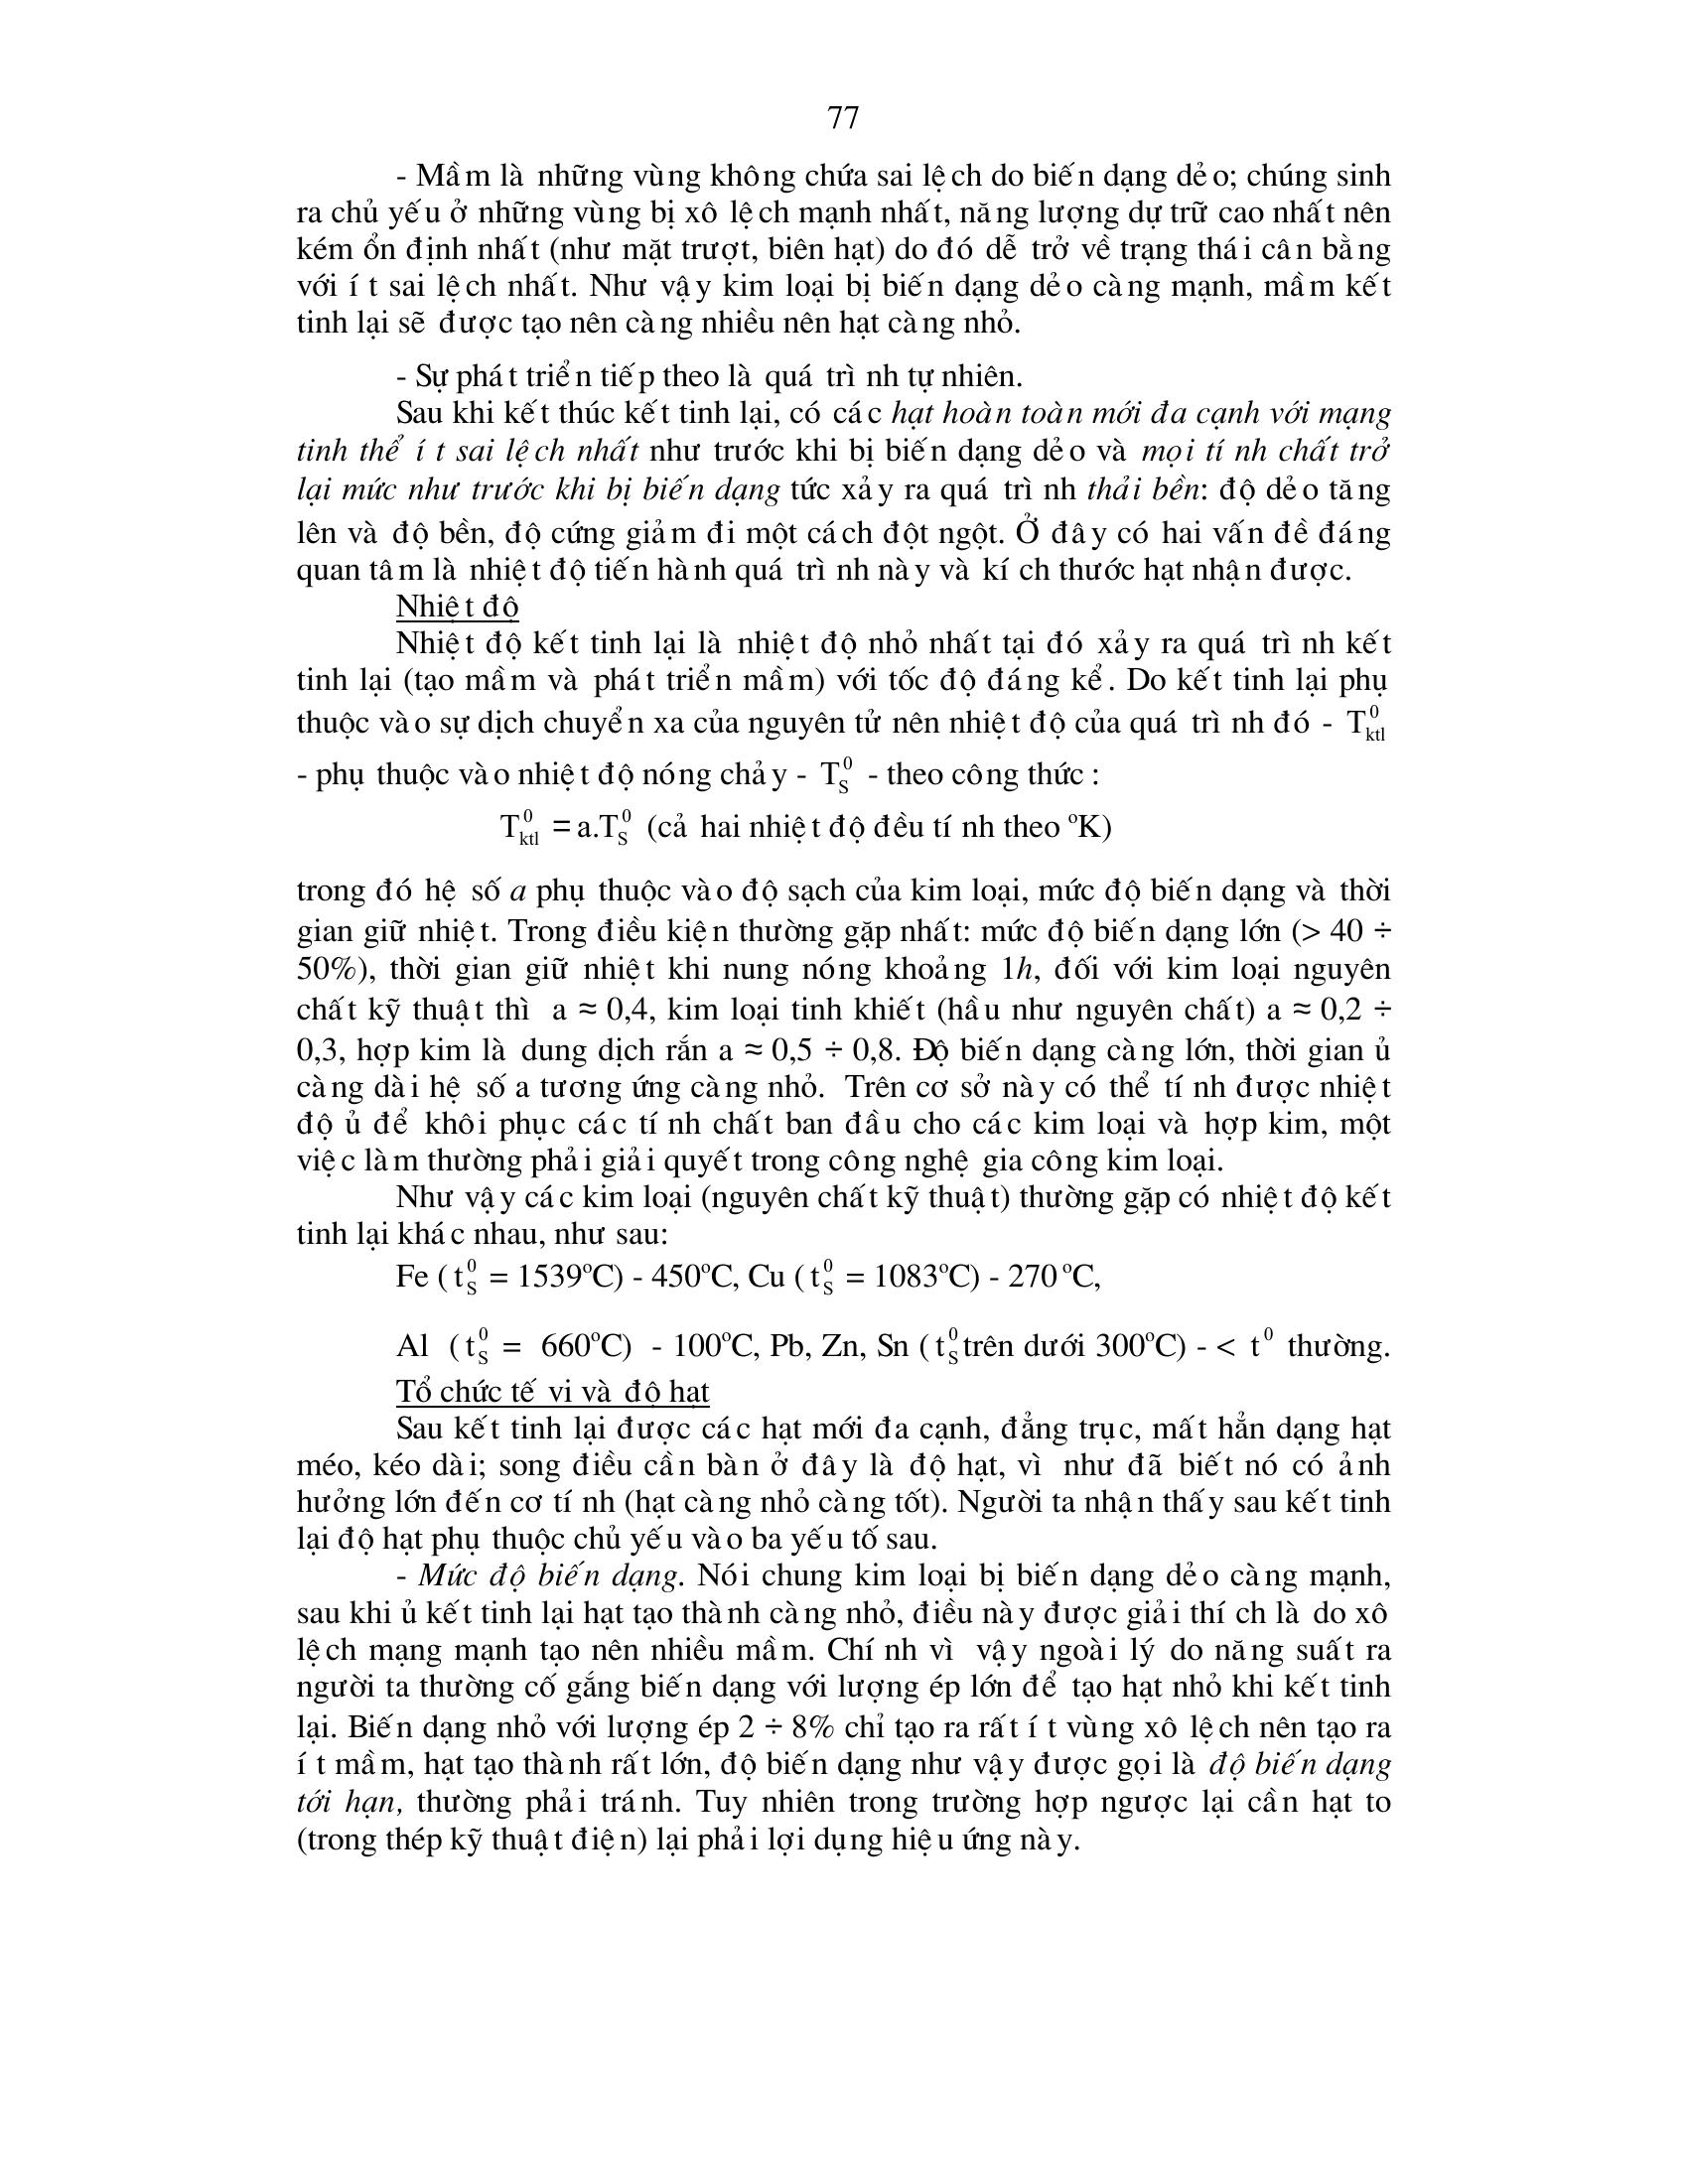 77
- Mầm là những vùng không chứa sai lệch do biến dạng dẻo; chúng sinh
ra chủ yếu ở những vùng bị xô lệch mạnh nhất, năng lượng dự trữ cao nhất nên
kém ổn định nhất (như mặt trượt, biên hạt) do đó dễ trở về trạng thái cân bằng
với ít sai lệch nhất. Như vậy kim loại bị biến dạng dẻo càng mạnh, mầm kết
tinh lại sẽ được tạo nên càng nhiều nên hạt càng nhỏ.
- Sự phát triển tiếp theo là quá trình tự nhiên.
Sau khi kết thúc kết tinh lại, có các hạt hoàn toàn mới đa cạnh với mạng
tinh thể ít sai lệch nhất như trước khi bị biến dạng dẻo và mọi tính chất trở
lại mức như trước khi bị biến dạng tức xảy ra quá trình thải bền: độ dẻo tăng
lên và độ bền, độ cứng giảm đi một cách đột ngột. Ở đây có hai vấn đề đáng
quan tâm là nhiệt độ tiến hành quá trình này và kích thước hạt nhận được.
Nhiệt độ
Nhiệt độ kết tinh lại là nhiệt độ nhỏ nhất tại đó xảy ra quá trình kết
tinh lại (tạo mầm và phát triển mầm) với tốc độ đáng kể. Do kết tinh lại phụ
thuộc vào sự dịch chuyển xa của nguyên tử nên nhiệt độ của quá trình đó - T⁰ktl
- phụ thuộc vào nhiệt độ nóng chảy - T⁰S - theo công thức :
T⁰ktl = a.T⁰S (cả hai nhiệt độ đều tính theo ºK)
trong đó hệ số a phụ thuộc vào độ sạch của kim loại, mức độ biến dạng và thời
gian giữ nhiệt. Trong điều kiện thường gặp nhất: mức độ biến dạng lớn (> 40 ÷
50%), thời gian giữ nhiệt khi nung nóng khoảng 1h, đối với kim loại nguyên
chất kỹ thuật thì a ≈ 0,4, kim loại tinh khiết (hầu như nguyên chất) a ≈ 0,2 ÷
0,3, hợp kim là dung dịch rắn a ≈ 0,5 ÷ 0,8. Độ biến dạng càng lớn, thời gian ủ
càng dài hệ số a tương ứng càng nhỏ. Trên cơ sở này có thể tính được nhiệt
độ ủ để khôi phục các tính chất ban đầu cho các kim loại và hợp kim, một
việc làm thường phải giải quyết trong công nghệ gia công kim loại.
Như vậy các kim loại (nguyên chất kỹ thuật) thường gặp có nhiệt độ kết
tinh lại khác nhau, như sau:
Fe (t⁰S = 1539ºC) - 450ºC, Cu (t⁰S = 1083ºC) - 270ºC,
Al (t⁰S = 660ºC) - 100ºC, Pb, Zn, Sn (t⁰S trên dưới 300ºC) - < t⁰ thường.
Tổ chức tế vi và độ hạt
Sau kết tinh lại được các hạt mới đa cạnh, đẳng trục, mất hẳn dạng hạt
méo, kéo dài; song điều cần bàn ở đây là độ hạt, vì như đã biết nó có ảnh
hưởng lớn đến cơ tính (hạt càng nhỏ càng tốt). Người ta nhận thấy sau kết tinh
lại độ hạt phụ thuộc chủ yếu vào ba yếu tố sau.
- Mức độ biến dạng. Nói chung kim loại bị biến dạng dẻo càng mạnh,
sau khi ủ kết tinh lại hạt tạo thành càng nhỏ, điều này được giải thích là do xô
lệch mạng mạnh tạo nên nhiều mầm. Chính vì vậy ngoài lý do năng suất ra
người ta thường cố gắng biến dạng với lượng ép lớn để tạo hạt nhỏ khi kết tinh
lại. Biến dạng nhỏ với lượng ép 2 ÷ 8% chỉ tạo ra rất ít vùng xô lệch nên tạo ra
ít mầm, hạt tạo thành rất lớn, độ biến dạng như vậy được gọi là độ biến dạng
tới hạn, thường phải tránh. Tuy nhiên trong trường hợp ngược lại cần hạt to
(trong thép kỹ thuật điện) lại phải lợi dụng hiệu ứng này.